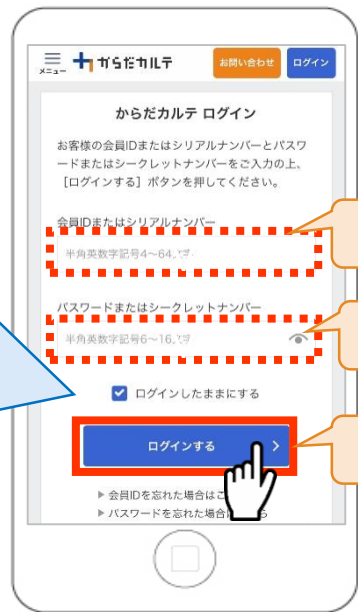 メニュー からだカルテ お問い合わせ ログイン
からだカルテ ログイン
お客様の会員IDまたはシリアルナンバーとパスワ
ードまたはシークレットナンバーをご入力の上、
［ログインする］ボタンを押してください。
会員IDまたはシリアルナンバー
半角英数字記号4〜64
パスワードまたはシークレットナンバー
半角英数字記号6〜16
ログインしたままにする
ログインする
▶ 会員IDを忘れた場合はこ
▶ パスワードを忘れた場合